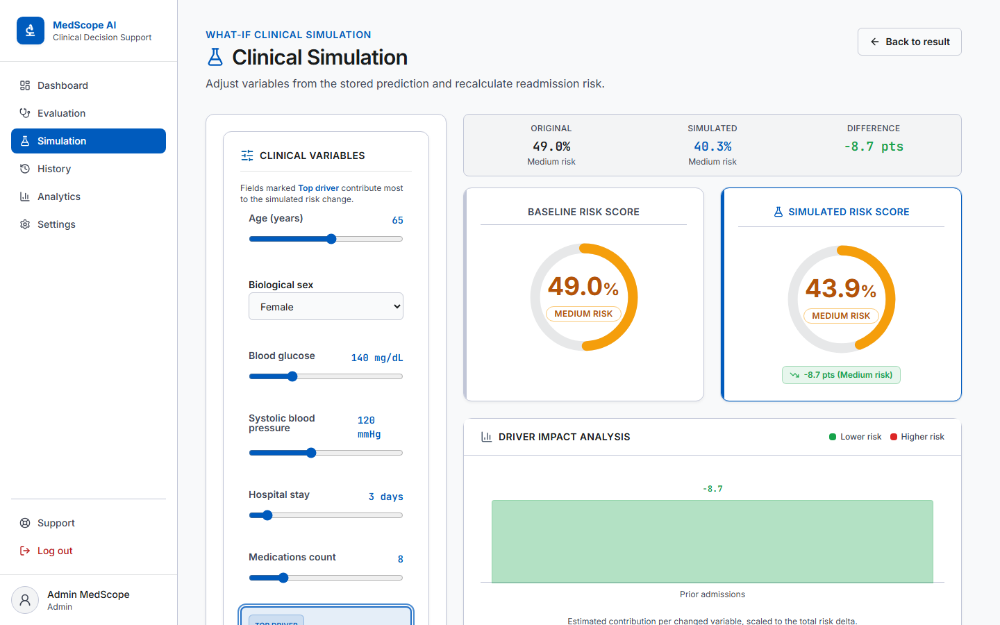 MedScope AI
Clinical Decision Support
Dashboard
Evaluation
Simulation
History
Analytics
Settings
Support
Log out
Admin MedScope
Admin
WHAT-IF CLINICAL SIMULATION
Clinical Simulation
Adjust variables from the stored prediction and recalculate readmission risk.
Back to result
CLINICAL VARIABLES
Fields marked Top driver contribute most
to the simulated risk change.
Age (years) 65
Biological sex
Female
Blood glucose 140 mg/dL
Systolic blood
pressure
120
mmHg
Hospital stay 3 days
Medications count 8
TOP DRIVER
ORIGINAL
49.0%
Medium risk
SIMULATED
40.3%
Medium risk
DIFFERENCE
-8.7 pts
BASELINE RISK SCORE
49.0%
MEDIUM RISK
SIMULATED RISK SCORE
43.9%
MEDIUM RISK
-8.7 pts (Medium risk)
DRIVER IMPACT ANALYSIS
Lower risk
Higher risk
-8.7
Prior admissions
Estimated contribution per changed variable, scaled to the total risk delta.